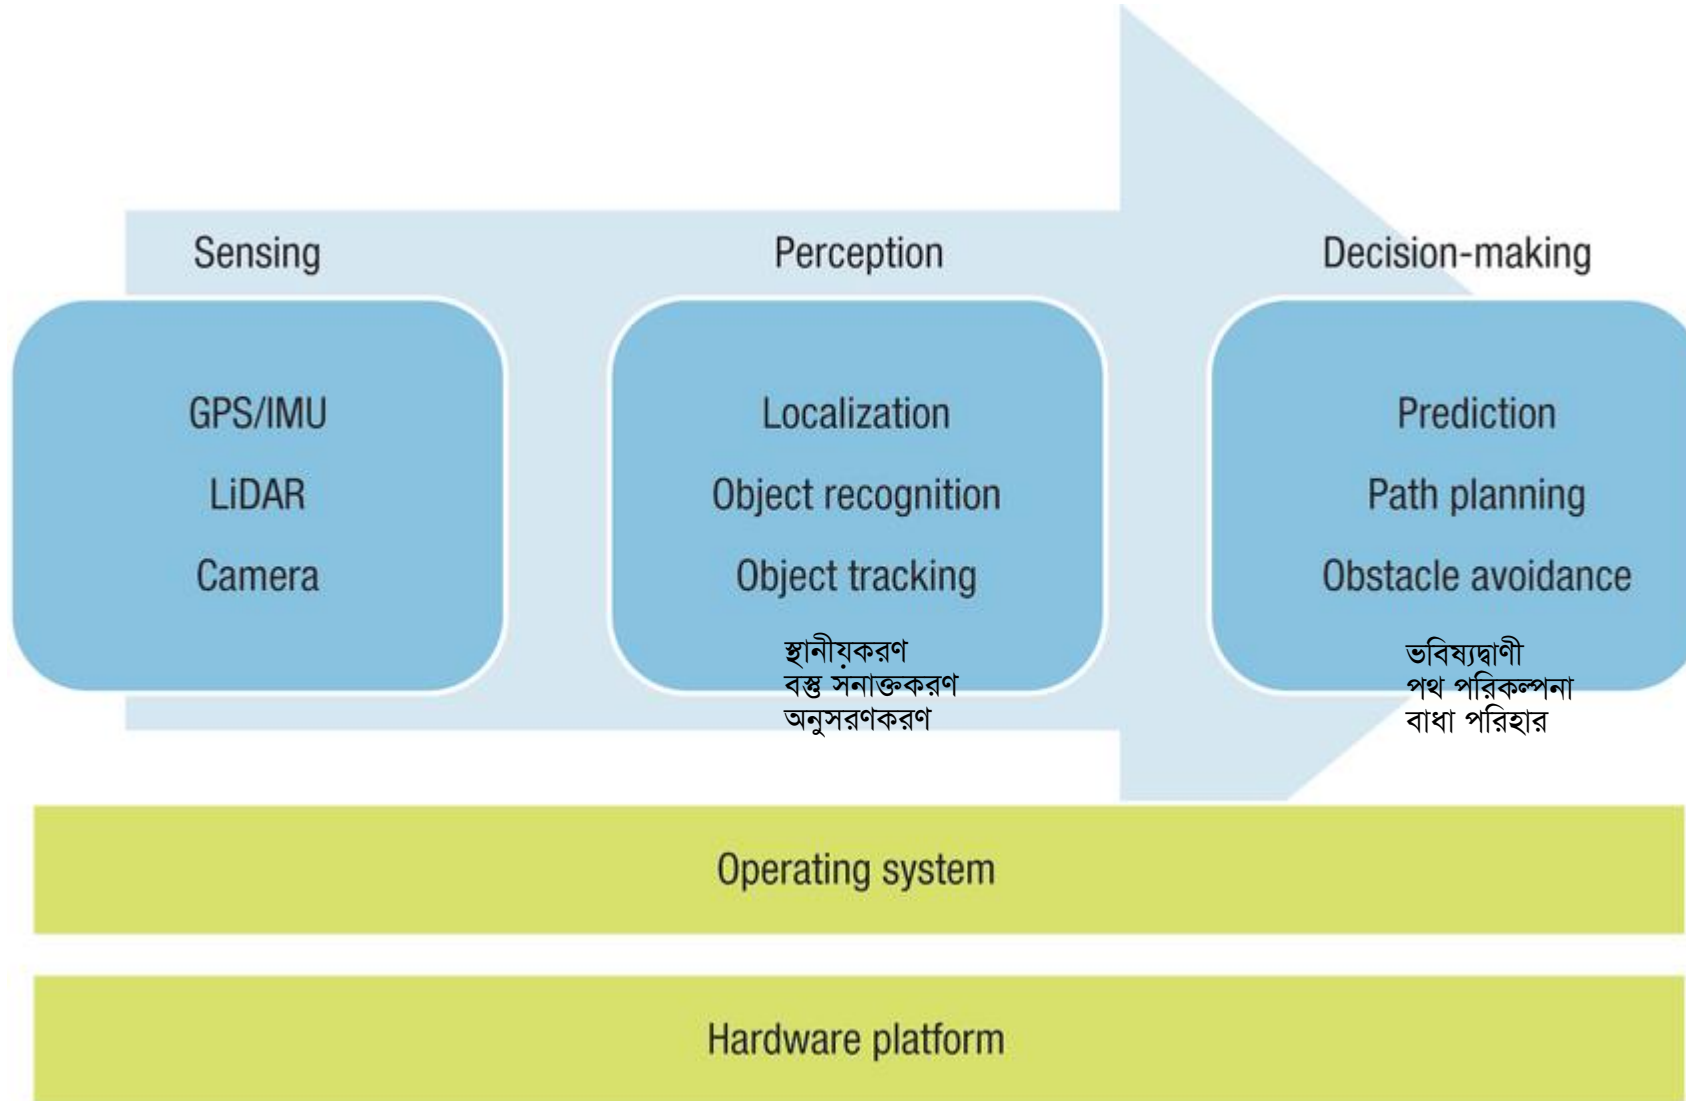 Sensing
GPS/IMU
LiDAR
Camera
Perception
Localization
Object recognition
Object tracking
স্থানীয়করণ
বস্তু সনাক্তকরণ
অনুসরণকরণ
Decision-making
Prediction
Path planning
Obstacle avoidance
ভবিষ্যদ্বাণী
পথ পরিকল্পনা
বাধা পরিহার
Operating system
Hardware platform